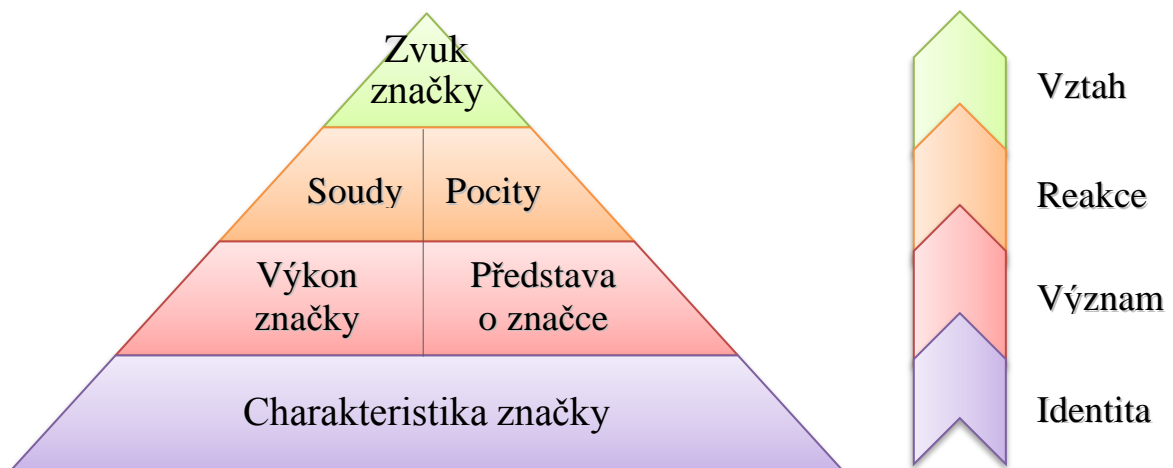 Zvuk
značky
Soudy
Pocity
Výkon
značky
Představa
o značce
Charakteristika značky
Vztah
Reakce
Význam
Identita